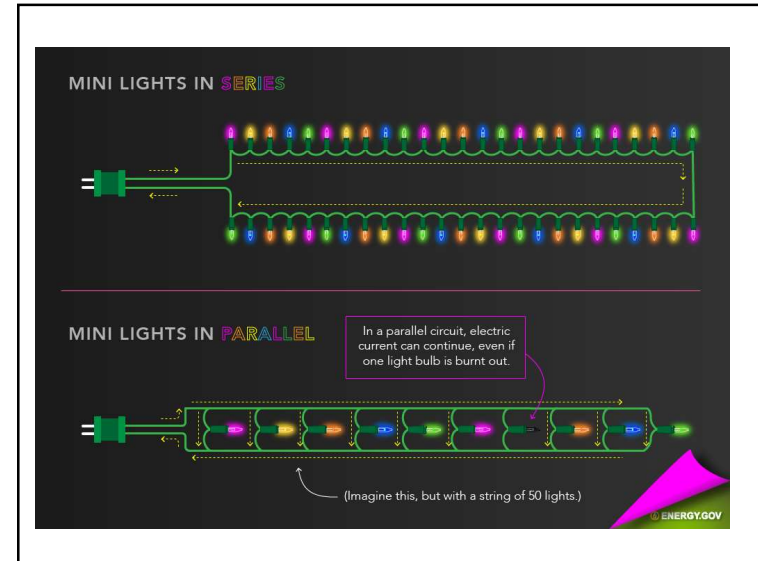 MINI LIGHTS IN SERIES
MINI LIGHTS IN PARALLEL
In a parallel circuit, electric
current can continue, even if
one light bulb is burnt out.
(Imagine this, but with a string of 50 lights.)
ENERGY.GOV